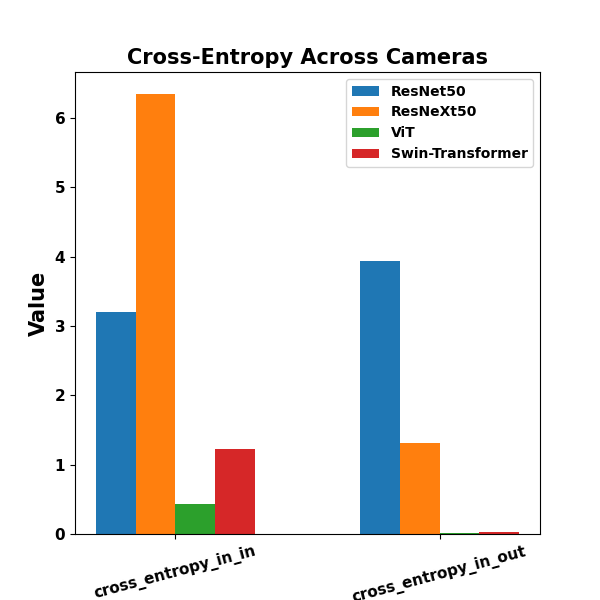 Cross-Entropy Across Cameras
ResNet50
ResNeXt50
ViT
Swin-Transformer
Value
6
5
4
3
2
1
0
cross_entropy_in_in
cross_entropy_in_out